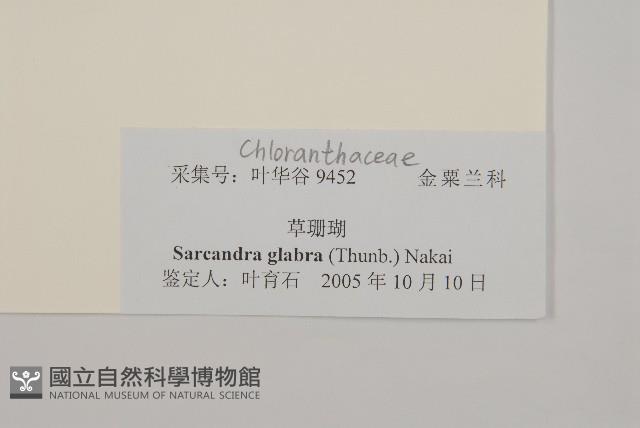 Chloranthaceae
采集号：叶华谷 9452 金粟兰科
草珊瑚
Sarcandra glabra (Thunb.) Nakai
鉴定人：叶育石 2005 年 10 月 10 日
國立自然科學博物館
NATIONAL MUSEUM OF NATURAL SCIENCE